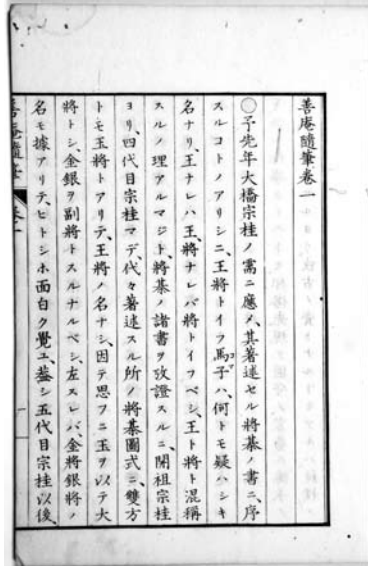 善庵隨筆卷一
〇予先年大橋宗桂ノ需ニ應メ、其著述セル將棊ノ書ニ、序
スルコトノアリシニ、王將トイフ馬子ハ、何トモ疑ハシキ
コマ
名ナリ、王ナレハ王、將ナレバ將トイフベシ、王ト將ト混稱
スルノ理アルマジト、將棊ノ諸書ヲ攷證スルニ、開祖宗桂
ヨリ、四代目宗桂マデ、代々著述スル所ノ將棊圖式ニ、雙方
トモ玉將トアリテ、王將ノ名ナシ、因テ思フニ玉ヲ以テ大
將トシ、金銀ヲ副將トスルナルベシ、左スレバ金將銀將ノ
名モ據アリテ、ヒトシホ面白ク覺ユ、葢シ五代目宗桂以後、